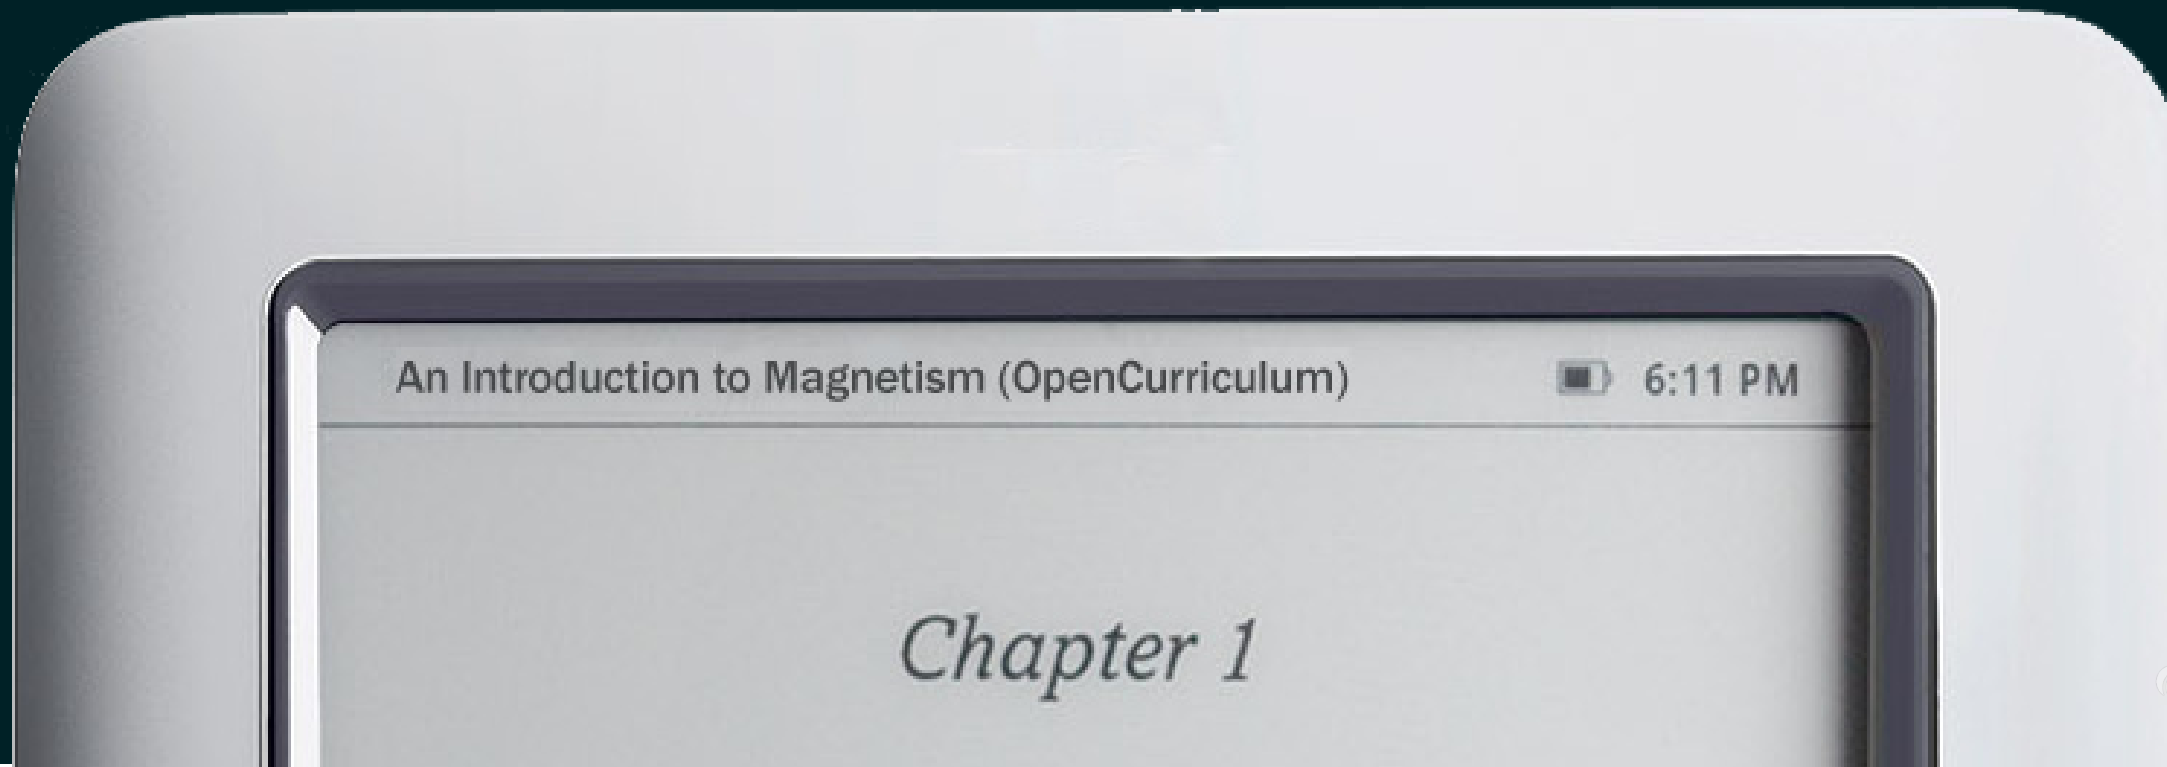 An Introduction to Magnetism (OpenCurriculum) 6:11 PM
Chapter 1